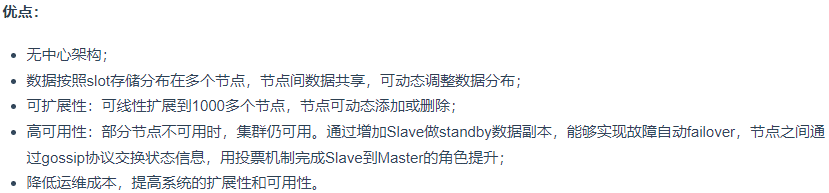 优点：
无中心架构；
数据按照slot存储分布在多个节点，节点间数据共享，可动态调整数据分布；
可扩展性：可线性扩展到1000多个节点，节点可动态添加或删除；
高可用性：部分节点不可用时，集群仍可用。通过增加Slave做standby数据副本，能够实现故障自动failover，节点之间通
过gossip协议交换状态信息，用投票机制完成Slave到Master的角色提升；
降低运维成本，提高系统的扩展性和可用性。